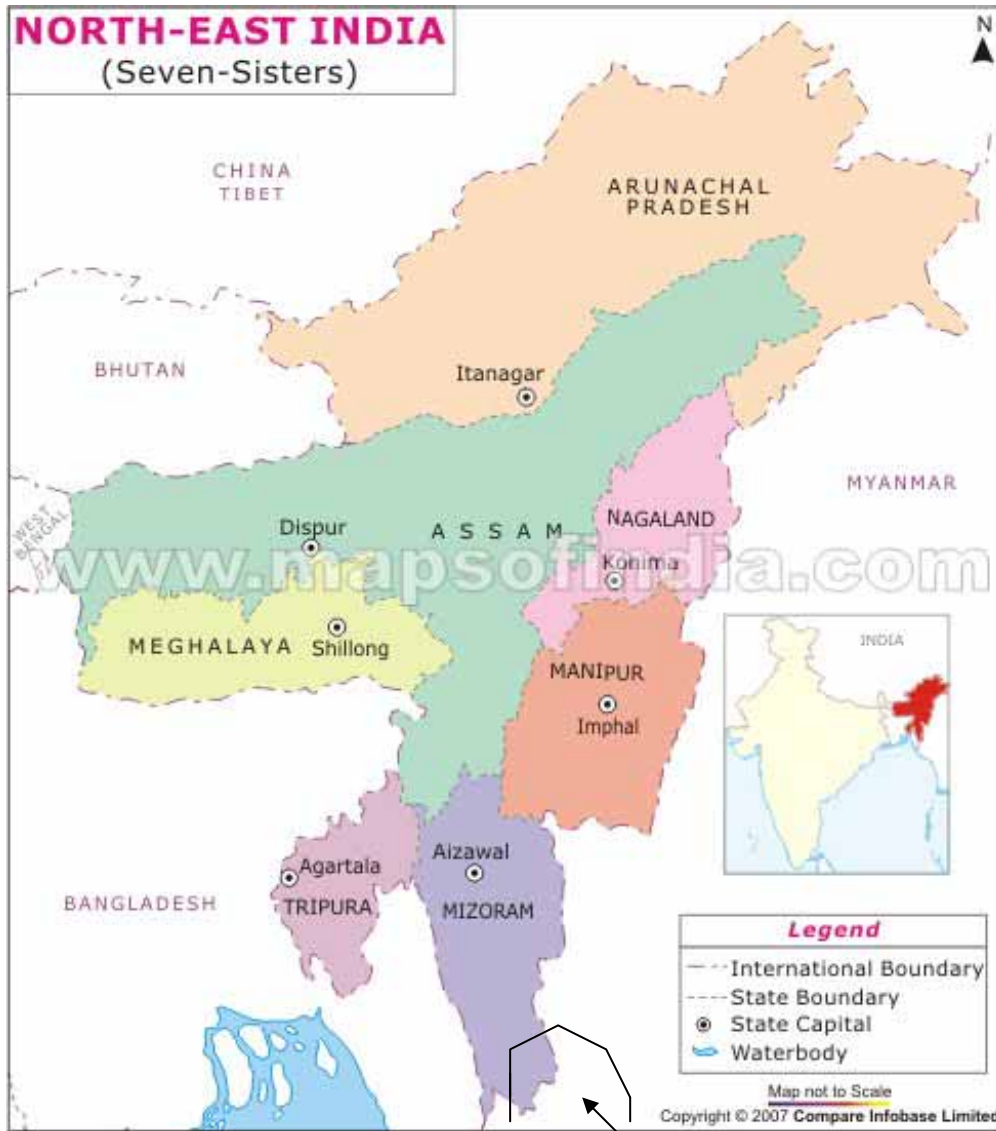 NORTH-EAST INDIA
(Seven-Sisters)
N
CHINA
TIBET
ARUNACHAL
PRADESH
BHUTAN
Itanagar
MYANMAR
WEST
BANGAL
Dispur
ASSAM
NAGALAND
www.mapsofindia.com
Kohima
MEGHALAYA
Shillong
INDIA
MANIPUR
Imphal
Agartala
TRIPURA
Aizawal
MIZORAM
BANGLADESH
Legend
International Boundary
State Boundary
State Capital
Waterbody
Map not to Scale
Copyright © 2007 Compare Infobase Limited